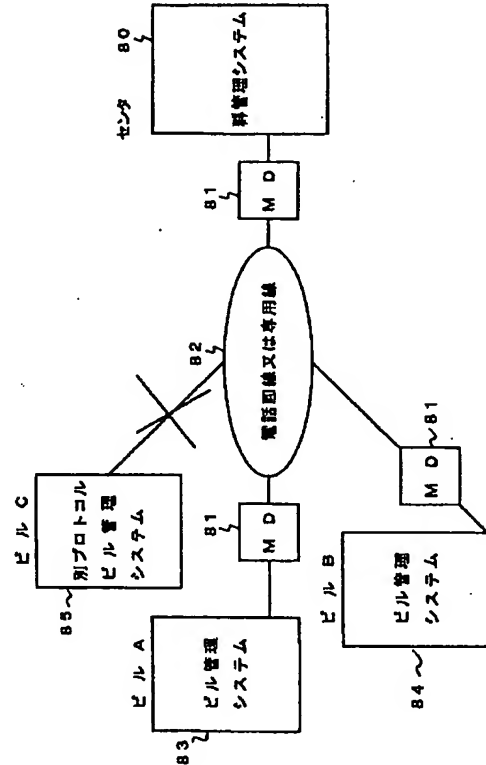 センタ
80
料管理システム
81
M D
82
電話回線又は専用線
ビル C
別プロトコル
ビル管理
システム
85
81
M D
ビル A
ビル管理
システム
83
M D
81
ビル B
ビル管理
システム
84